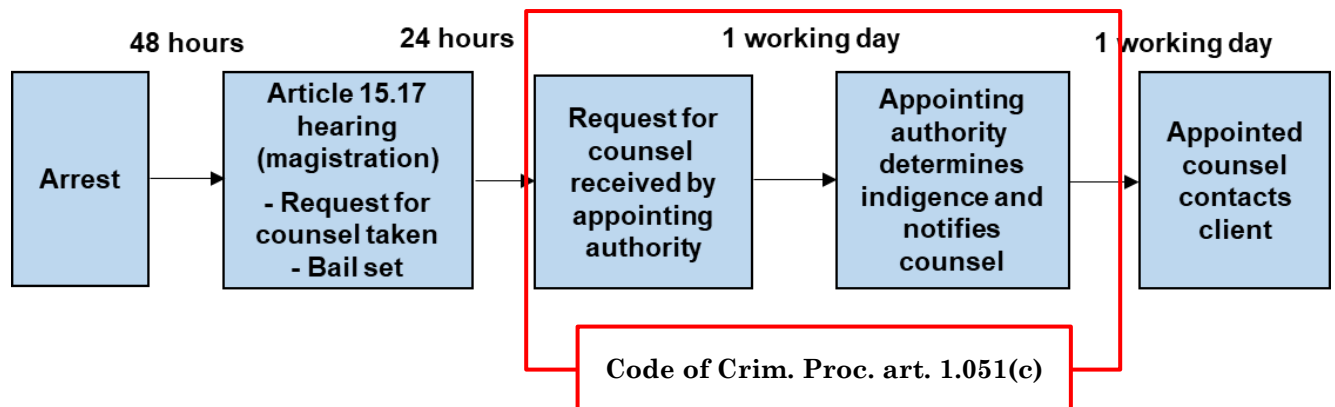 48 hours
24 hours
1 working day
1 working day
Arrest
Article 15.17
hearing
(magistration)
- Request for
counsel taken
- Bail set
Request for
counsel
received by
appointing
authority
Appointing
authority
determines
indigence and
notifies
counsel
Appointed
counsel
contacts
client
Code of Crim. Proc. art. 1.051(c)